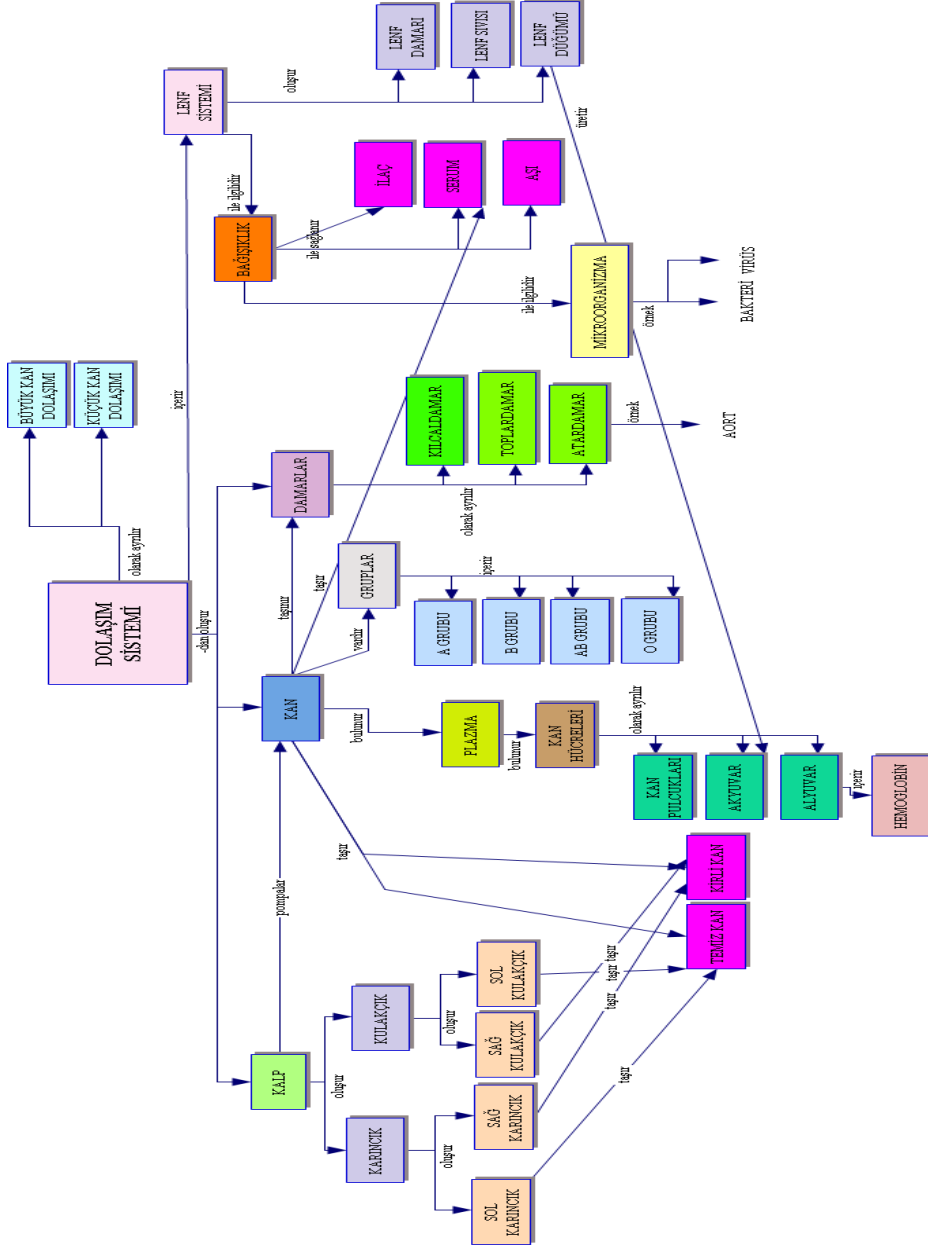 DOLAŞIM
SİSTEMİ
olarak ayrılır
BÜYÜK KAN
DOLAŞIMI
KÜÇÜK KAN
DOLAŞIMI
-dan oluşur
içerir
KALP
pompalar
KAN
taşınır
DAMARLAR
LENF
SİSTEMİ
oluşur
KARINCIK
KULAKÇIK
oluşur
SOL
KARINCIK
SAĞ
KARINCIK
oluşur
SAĞ
KULAKÇIK
SOL
KULAKÇIK
taşır
taşır
taşır
taşır
taşır
TEMİZ KAN
KİRLİ KAN
bulunur
PLAZMA
bulunur
KAN
HÜCRELERİ
olarak ayrılır
KAN
PULCUKLARI
AKYUVAR
ALYUVAR
içerir
HEMOGLOBİN
vardır
GRUPLAR
içerir
A GRUBU
B GRUBU
AB GRUBU
O GRUBU
taşır
olarak ayrılır
KILCALDAMAR
TOPLARDAMAR
ATARDAMAR
örnek
AORT
ile ilgilidir
BAĞIŞIKLIK
ile sağlanır
İLAÇ
SERUM
AŞI
ile ilgilidir
MİKROORGANİZMA
örnek
BAKTERİ VİRÜS
oluşur
LENF
DAMARI
LENF SIVISI
LENF
DÜĞÜMÜ
üretir